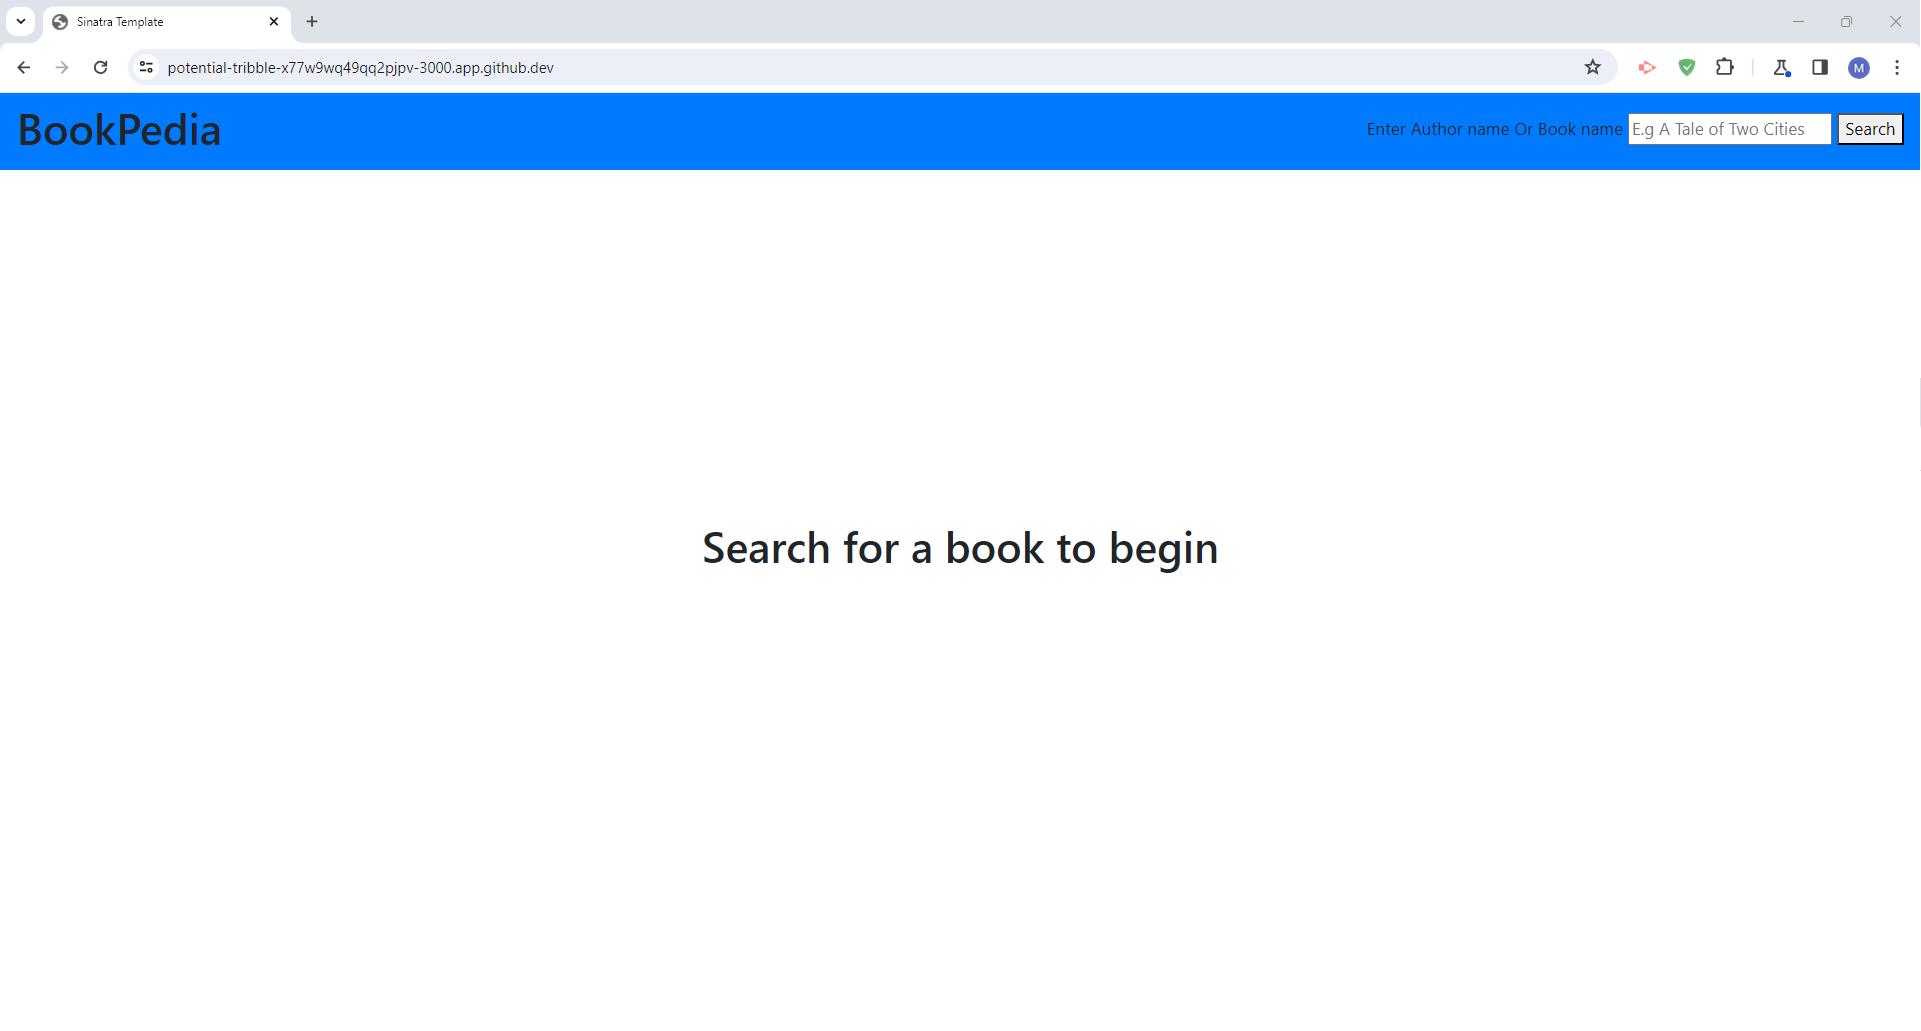 Sinatra Template
potential-tribble-x77w9wq49qq2pjpv-3000.app.github.dev
M
BookPedia
Enter Author name Or Book name E.g A Tale of Two Cities Search
Search for a book to begin